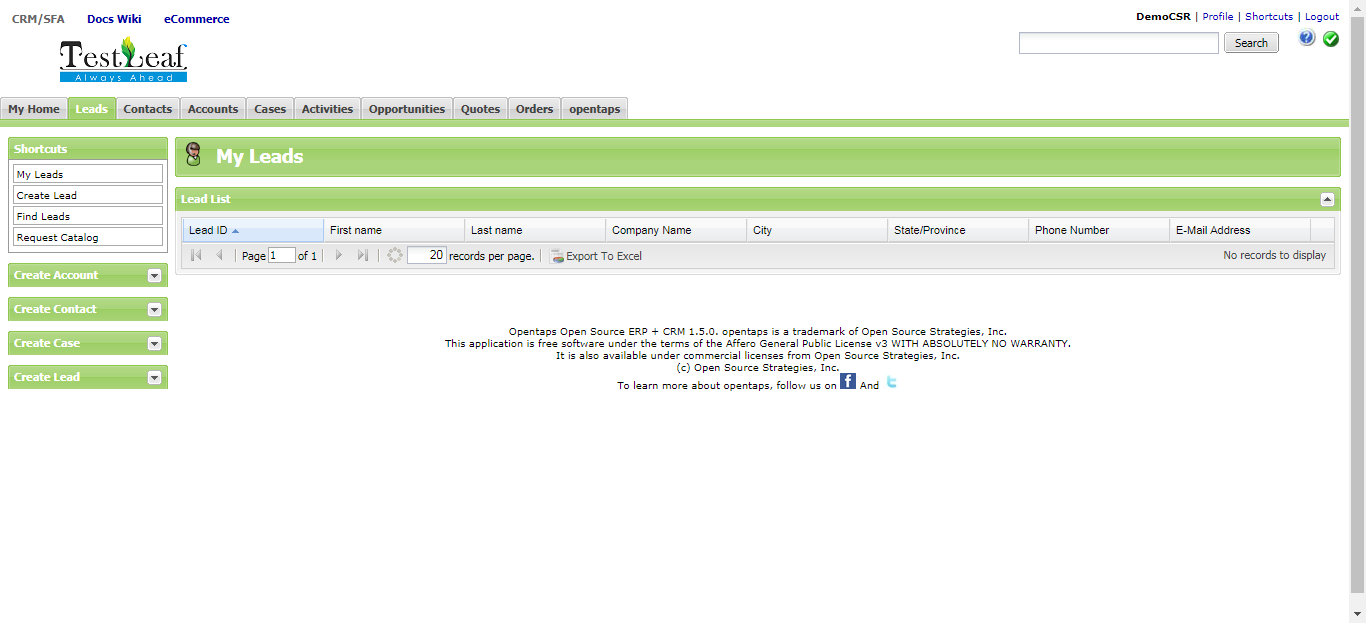 CRM/SFA Docs Wiki eCommerce
DemoCSR | Profile | Shortcuts | Logout
Search
TestLeaf
Always Ahead
My Home Leads Contacts Accounts Cases Activities Opportunities Quotes Orders opentaps
Shortcuts
My Leads
Create Lead
Find Leads
Request Catalog
Create Account
Create Contact
Create Case
Create Lead
My Leads
Lead List
Lead ID First name Last name Company Name City State/Province Phone Number E-Mail Address
Page 1 of 1 20 records per page. Export To Excel No records to display
Opentaps Open Source ERP + CRM 1.5.0. opentaps is a trademark of Open Source Strategies, Inc.
This application is free software under the terms of the Affero General Public License v3 WITH ABSOLUTELY NO WARRANTY.
It is also available under commercial licenses from Open Source Strategies, Inc.
(c) Open Source Strategies, Inc.
To learn more about opentaps, follow us on f And t